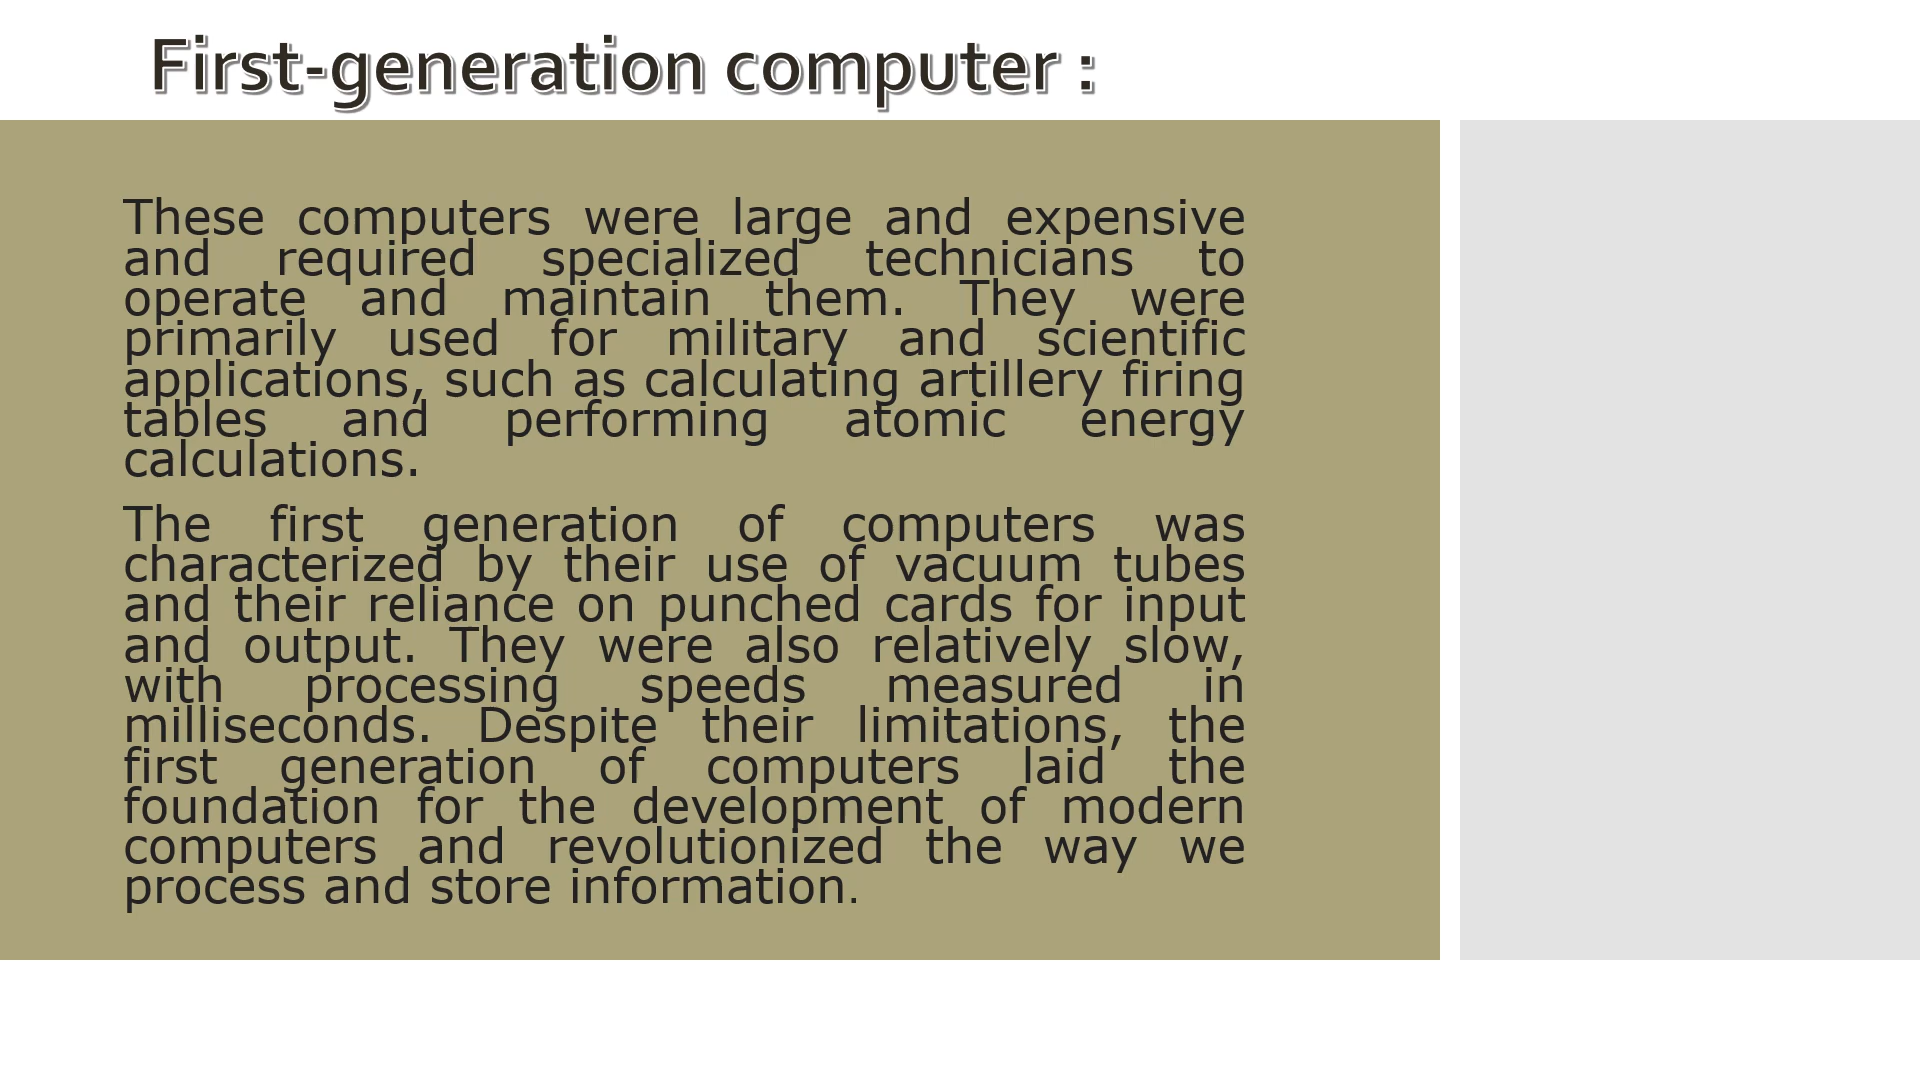 First-generation computer :
These computers were large and expensive
and required specialized technicians to
operate and maintain them. They were
primarily used for military and scientific
applications, such as calculating artillery firing
tables and performing atomic energy
calculations.
The first generation of computers was
characterized by their use of vacuum tubes
and their reliance on punched cards for input
and output. They were also relatively slow,
with processing speeds measured in
milliseconds. Despite their limitations, the
first generation of computers laid the
foundation for the development of modern
computers and revolutionized the way we
process and store information.